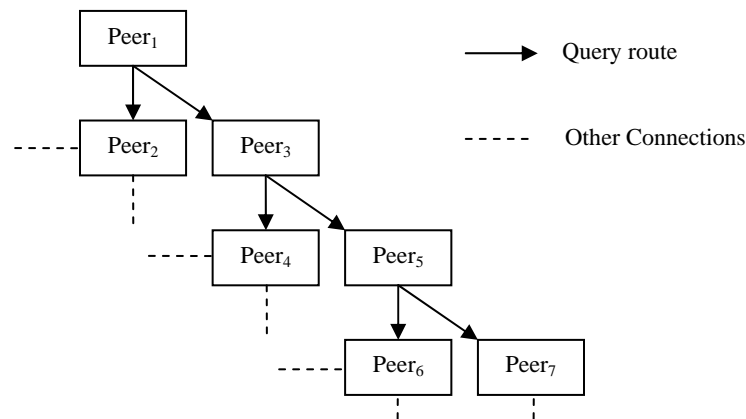 Peer₁
Query route
Peer₂
Peer₃
Other Connections
Peer₄
Peer₅
Peer₆
Peer₇